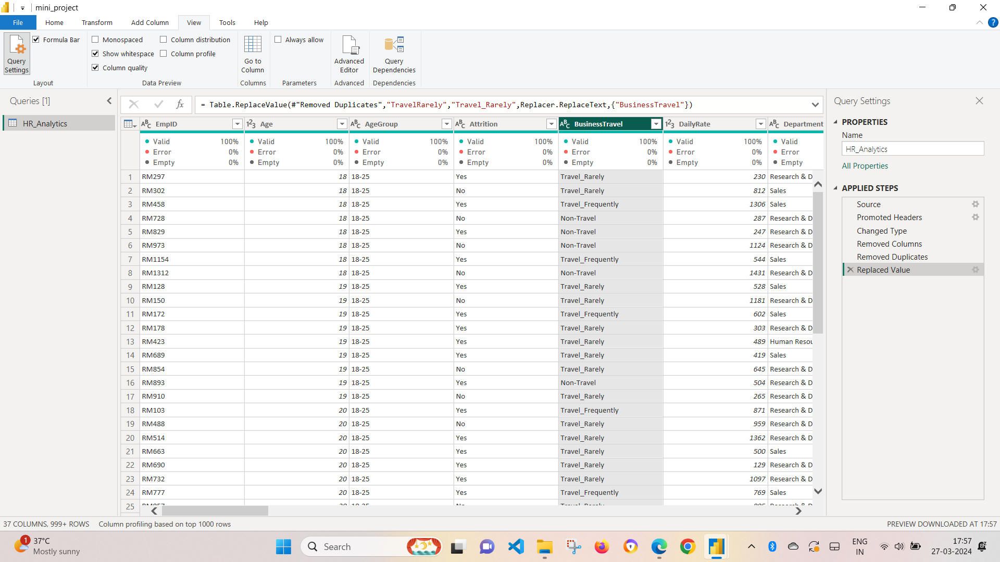 mini_project
File Home Transform Add Column View Tools Help
Query Settings
Formula Bar
Layout
Monospaced
Show whitespace
Column quality
Column distribution
Column profile
Data Preview
Go to Column
Columns
Always allow
Parameters
Advanced Editor
Advanced
Query Dependencies
Dependencies
Queries [1]
HR_Analytics
fx
= Table.ReplaceValue(#"Removed Duplicates","TravelRarely","Travel_Rarely",Replacer.ReplaceText,{"BusinessTravel"})
EmpID Age AgeGroup Attrition BusinessTravel DailyRate Department
Valid 100% Valid 100% Valid 100% Valid 100% Valid 100% Valid 100% Valid
Error 0% Error 0% Error 0% Error 0% Error 0% Error 0% Error
Empty 0% Empty 0% Empty 0% Empty 0% Empty 0% Empty 0% Empty
1 RM297 18 18-25 Yes Travel_Rarely 230 Research & D
2 RM302 18 18-25 No Travel_Rarely 812 Sales
3 RM458 18 18-25 Yes Travel_Frequently 1306 Sales
4 RM728 18 18-25 No Non-Travel 287 Research & D
5 RM829 18 18-25 Yes Non-Travel 247 Research & D
6 RM973 18 18-25 No Non-Travel 1124 Research & D
7 RM1154 18 18-25 Yes Travel_Frequently 544 Sales
8 RM1312 18 18-25 No Non-Travel 1431 Research & D
9 RM128 19 18-25 Yes Travel_Rarely 528 Sales
10 RM150 19 18-25 No Travel_Rarely 1181 Research & D
11 RM172 19 18-25 Yes Travel_Frequently 602 Sales
12 RM178 19 18-25 Yes Travel_Rarely 303 Research & D
13 RM423 19 18-25 Yes Travel_Rarely 489 Human Resou
14 RM689 19 18-25 Yes Travel_Rarely 419 Sales
15 RM854 19 18-25 No Travel_Rarely 645 Research & D
16 RM893 19 18-25 Yes Non-Travel 504 Research & D
17 RM910 19 18-25 No Travel_Rarely 265 Research & D
18 RM103 20 18-25 Yes Travel_Frequently 871 Research & D
19 RM488 20 18-25 No Travel_Rarely 959 Research & D
20 RM514 20 18-25 Yes Travel_Rarely 1362 Research & D
21 RM663 20 18-25 Yes Travel_Rarely 500 Sales
22 RM690 20 18-25 Yes Travel_Rarely 129 Research & D
23 RM732 20 18-25 Yes Travel_Rarely 1097 Research & D
24 RM777 20 18-25 Yes Travel_Frequently 769 Sales
25
Query Settings
PROPERTIES
Name
HR_Analytics
All Properties
APPLIED STEPS
Source
Promoted Headers
Changed Type
Removed Columns
Removed Duplicates
Replaced Value
37 COLUMNS, 999+ ROWS Column profiling based on top 1000 rows PREVIEW DOWNLOADED AT 17:57
1
37°C
Mostly sunny
Search
ENG
IN
17:57
27-03-2024